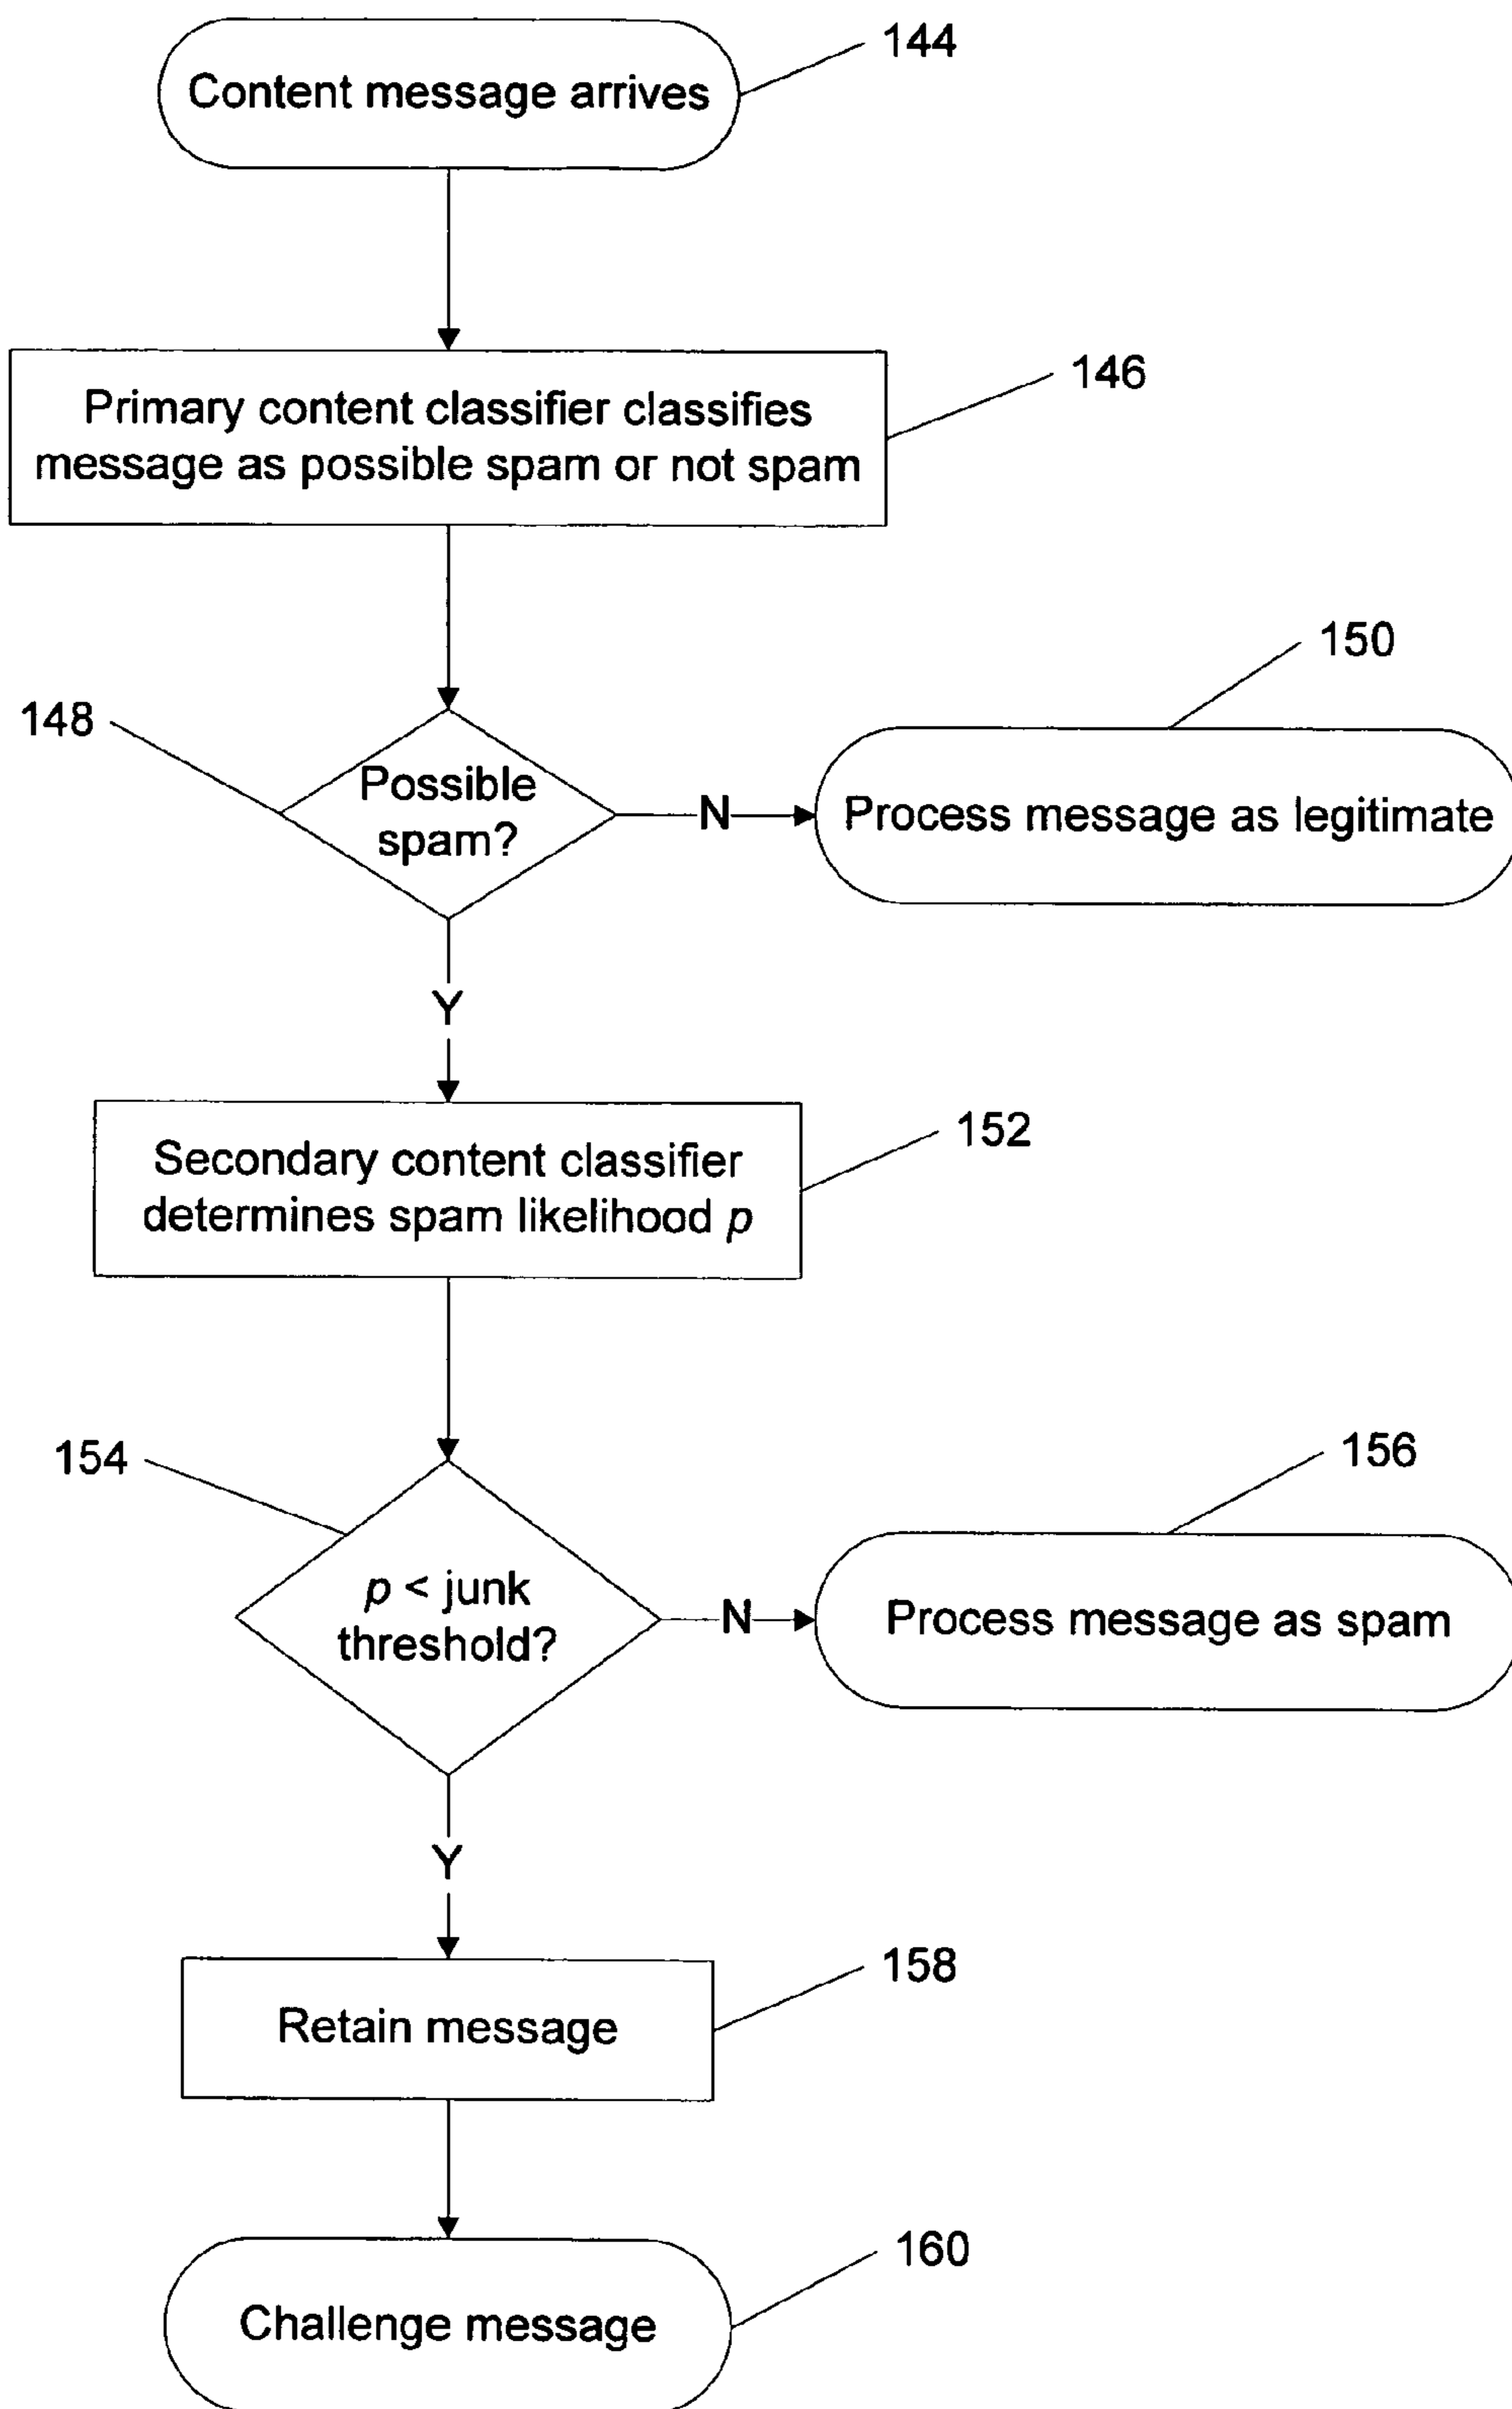 Content message arrives
144
Primary content classifier classifies
message as possible spam or not spam
146
148
Possible
spam?
N
150
Process message as legitimate
Y
Secondary content classifier
determines spam likelihood p
152
154
p < junk
threshold?
N
156
Process message as spam
Y
Retain message
158
Challenge message
160